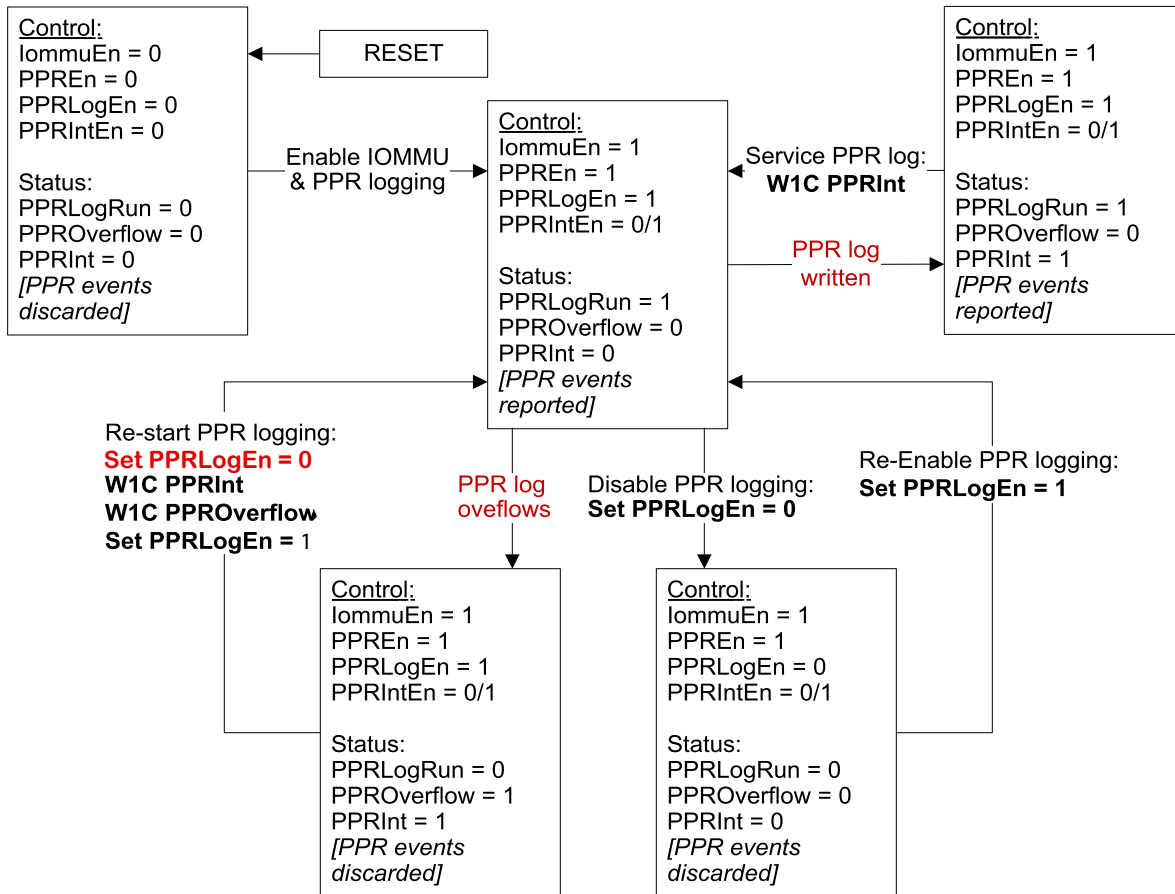 Control:
IommuEn = 0
PPREn = 0
PPRLogEn = 0
PPRIntEn = 0
Status:
PPRLogRun = 0
PPROverflow = 0
PPRInt = 0
[PPR events
discarded]
RESET
Enable IOMMU
& PPR logging
Control:
IommuEn = 1
PPREn = 1
PPRLogEn = 1
PPRIntEn = 0/1
Status:
PPRLogRun = 1
PPROverflow = 0
PPRInt = 0
[PPR events
reported]
Service PPR log:
W1C PPRInt
PPR log
written
Control:
IommuEn = 1
PPREn = 1
PPRLogEn = 1
PPRIntEn = 0/1
Status:
PPRLogRun = 1
PPROverflow = 0
PPRInt = 1
[PPR events
reported]
Re-start PPR logging:
Set PPRLogEn = 0
W1C PPRInt
W1C PPROverflow
Set PPRLogEn = 1
PPR log
oveflows
Disable PPR logging:
Set PPRLogEn = 0
Re-Enable PPR logging:
Set PPRLogEn = 1
Control:
IommuEn = 1
PPREn = 1
PPRLogEn = 1
PPRIntEn = 0/1
Status:
PPRLogRun = 0
PPROverflow = 1
PPRInt = 1
[PPR events
discarded]
Control:
IommuEn = 1
PPREn = 1
PPRLogEn = 0
PPRIntEn = 0/1
Status:
PPRLogRun = 0
PPROverflow = 0
PPRInt = 0
[PPR events
discarded]